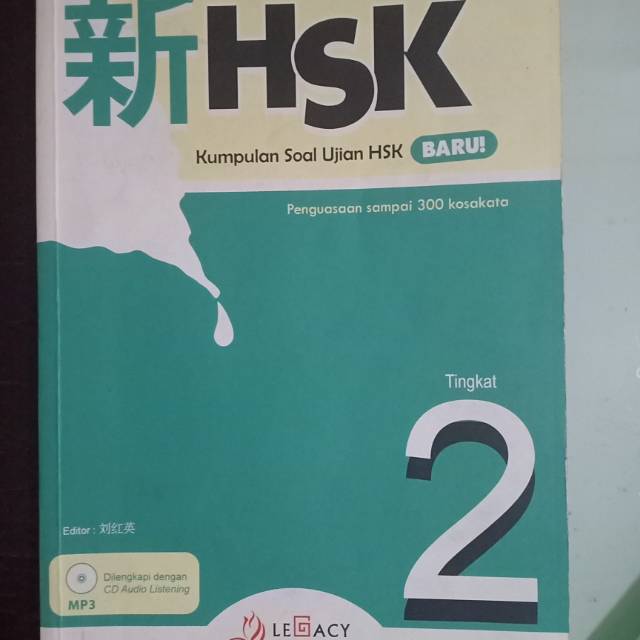 新HSK
Kumpulan Soal Ujian HSK BARU!
Penguasaan sampai 300 kosakata
Tingkat
2
Editor : 刘红英
Dilengkapi dengan
CD Audio Listening
MP3
LEGACY